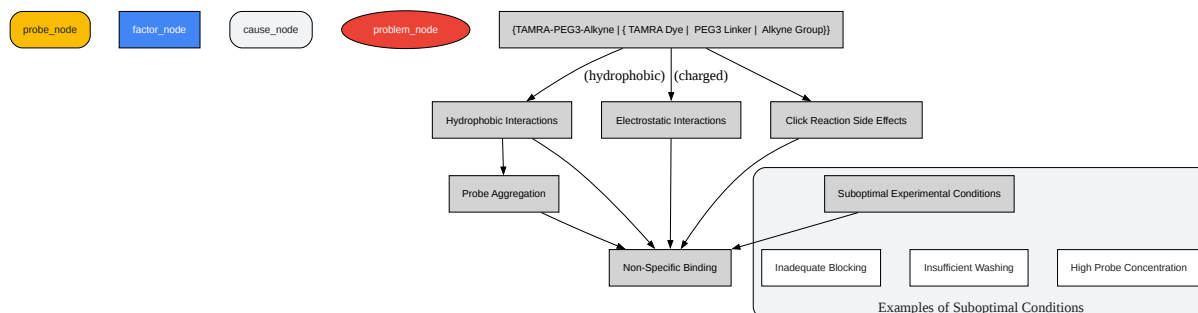 probe_node
factor_node
cause_node
problem_node
{TAMRA-PEG3-Alkyne | { TAMRA Dye | PEG3 Linker | Alkyne Group}}
(hydrophobic)
(charged)
Hydrophobic Interactions
Electrostatic Interactions
Click Reaction Side Effects
Probe Aggregation
Suboptimal Experimental Conditions
Non-Specific Binding
Inadequate Blocking
Insufficient Washing
High Probe Concentration
Examples of Suboptimal Conditions